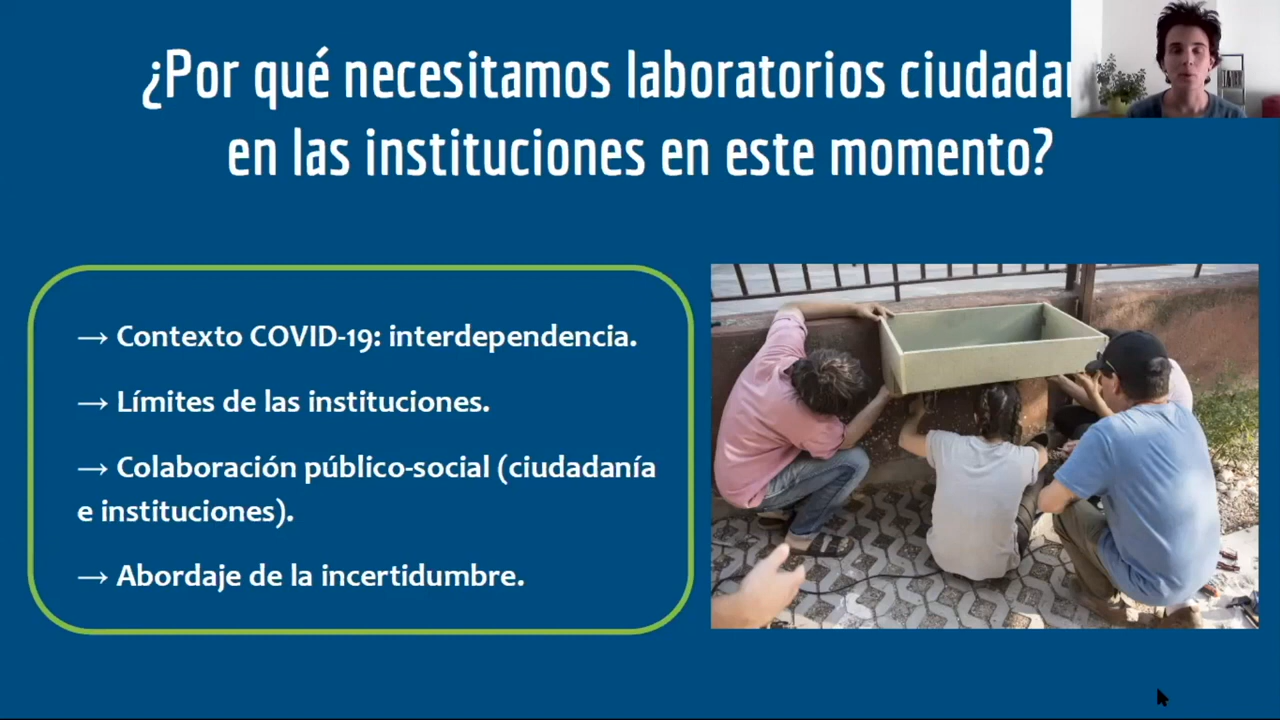 ¿Por qué necesitamos laboratorios
en las instituciones en este momento?
→ Contexto COVID-19: interdependencia.
→ Límites de las instituciones.
→ Colaboración público-social (ciudadanía
e instituciones).
→ Abordaje de la incertidumbre.